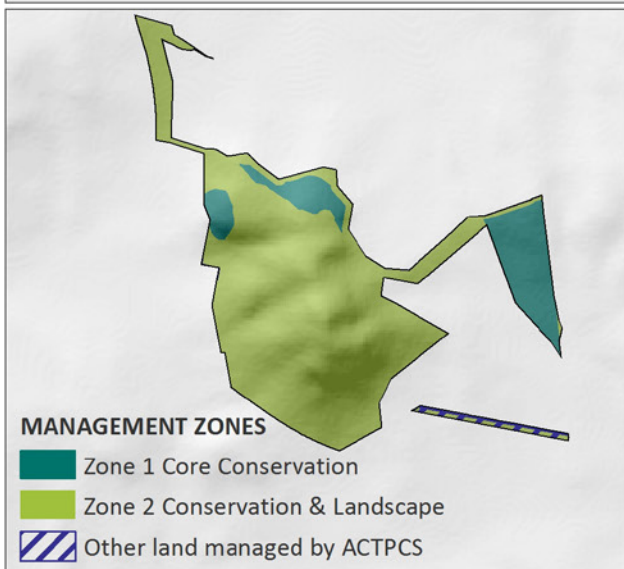 MANAGEMENT ZONES
Zone 1 Core Conservation
Zone 2 Conservation & Landscape
Other land managed by ACTPCS